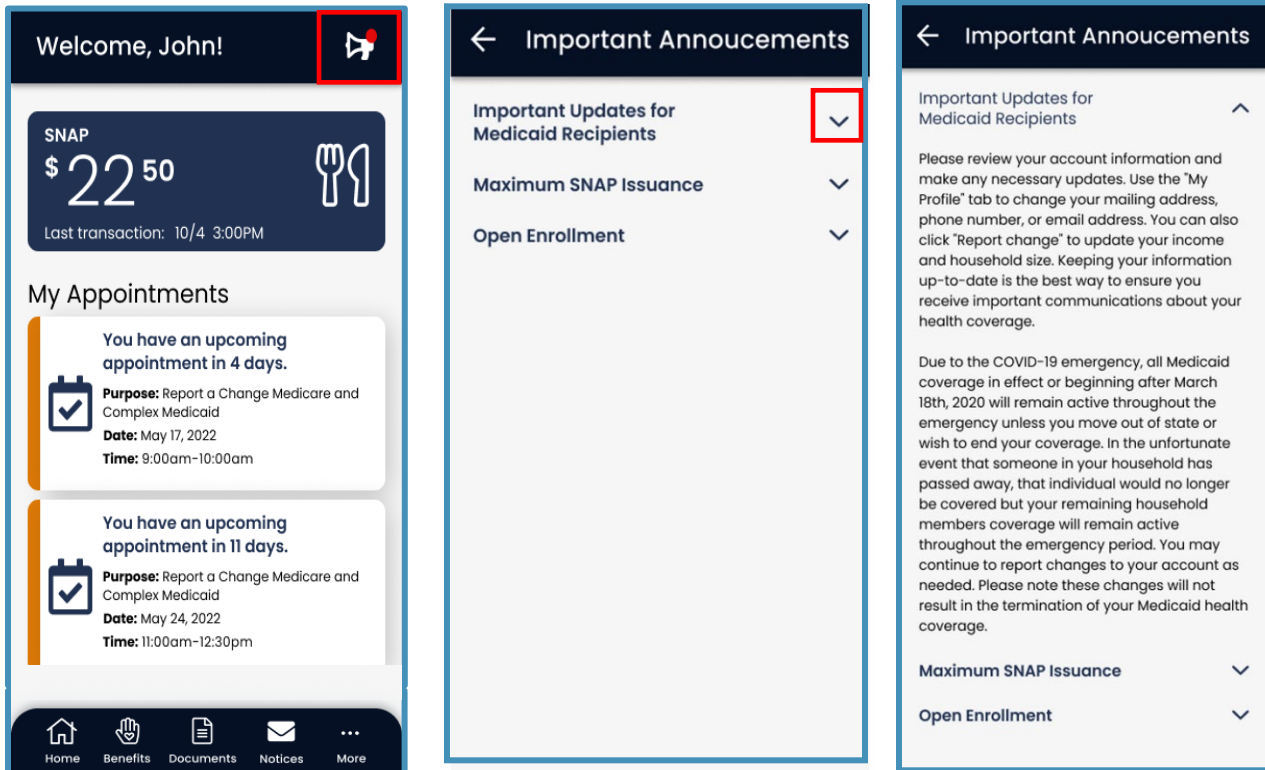 Welcome, John!
SNAP
$22 50
Last transaction: 10/4 3:00PM
My Appointments
You have an upcoming
appointment in 4 days.
Purpose: Report a Change Medicare and
Complex Medicaid
Date: May 17, 2022
Time: 9:00am-10:00am
You have an upcoming
appointment in 11 days.
Purpose: Report a Change Medicare and
Complex Medicaid
Date: May 24, 2022
Time: 11:00am-12:30pm
Home Benefits Documents Notices More
Important Annoucements
Important Updates for
Medicaid Recipients
Maximum SNAP Issuance
Open Enrollment
Important Annoucements
Important Updates for
Medicaid Recipients
Please review your account information and
make any necessary updates. Use the "My
Profile" tab to change your mailing address,
phone number, or email address. You can also
click "Report change" to update your income
and household size. Keeping your information
up-to-date is the best way to ensure you
receive important communications about your
health coverage.
Due to the COVID-19 emergency, all Medicaid
coverage in effect or beginning after March
18th, 2020 will remain active throughout the
emergency unless you move out of state or
wish to end your coverage. In the unfortunate
event that someone in your household has
passed away, that individual would no longer
be covered but your remaining household
members coverage will remain active
throughout the emergency period. You may
continue to report changes to your account as
needed. Please note these changes will not
result in the termination of your Medicaid health
coverage.
Maximum SNAP Issuance
Open Enrollment